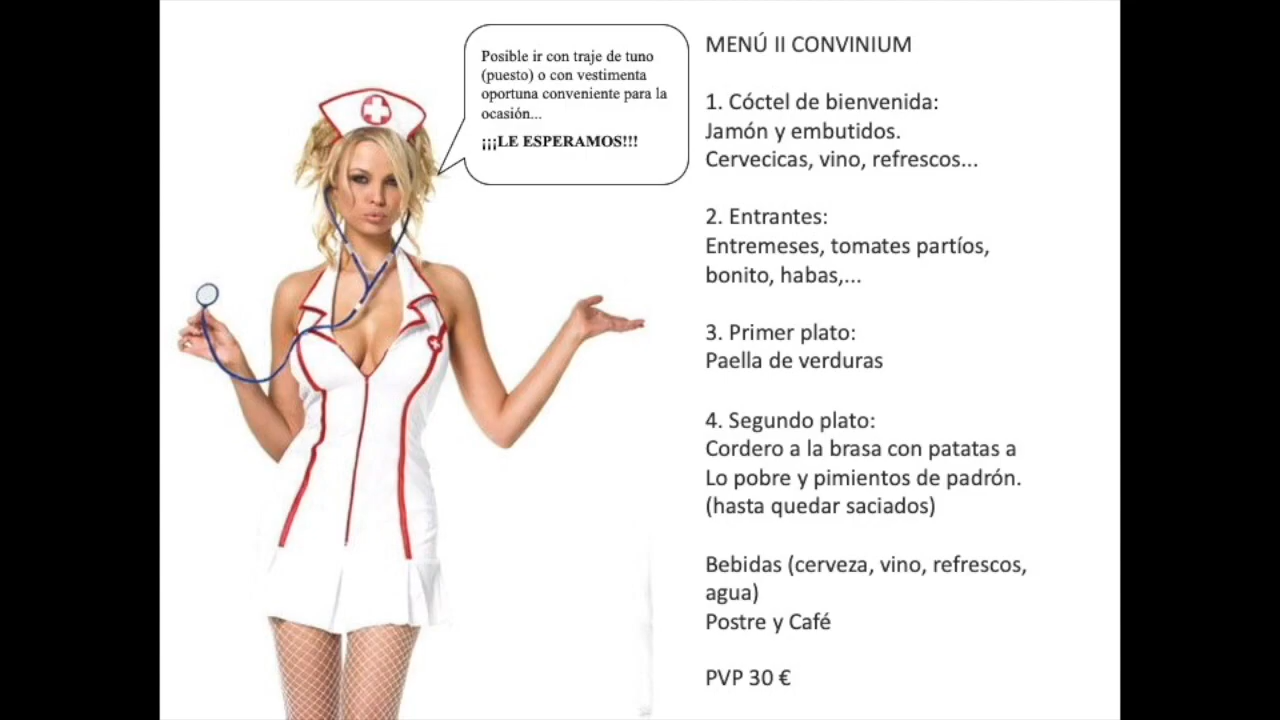 Posible ir con traje de tuno
(puesto) o con vestimenta
oportuna conveniente para la
ocasión...
¡¡¡LE ESPERAMOS!!!
MENÚ II CONVINIUM
1. Cóctel de bienvenida:
Jamón y embutidos.
Cervecicas, vino, refrescos...
2. Entrantes:
Entremeses, tomates partíos,
bonito, habas,...
3. Primer plato:
Paella de verduras
4. Segundo plato:
Cordero a la brasa con patatas a
Lo pobre y pimientos de padrón.
(hasta quedar saciados)
Bebidas (cerveza, vino, refrescos,
agua)
Postre y Café
PVP 30 €